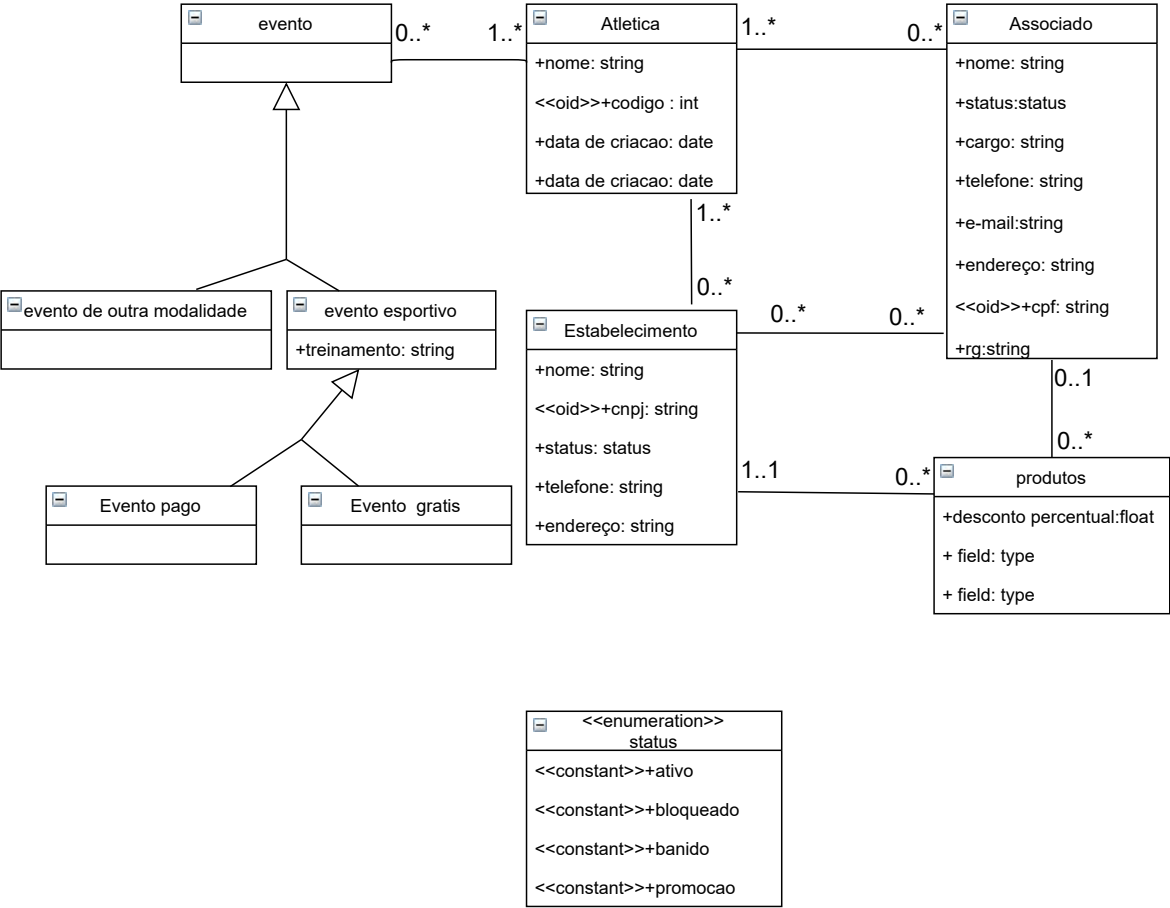 evento
0..*
1..*
Atletica
+nome: string
<<oid>>+codigo : int
+data de criacao: date
+data de criacao: date
1..*
0..*
Associado
+nome: string
+status:status
+cargo: string
+telefone: string
+e-mail:string
+endereço: string
<<oid>>+cpf: string
+rg:string
1..*
0..*
evento de outra modalidade
evento esportivo
+treinamento: string
Estabelecimento
+nome: string
<<oid>>+cnpj: string
+status: status
+telefone: string
+endereço: string
0..*
0..*
0..1
0..*
1..1
0..*
produtos
+desconto percentual:float
+ field: type
+ field: type
Evento pago
Evento  gratis
<<enumeration>>
status
<<constant>>+ativo
<<constant>>+bloqueado
<<constant>>+banido
<<constant>>+promocao